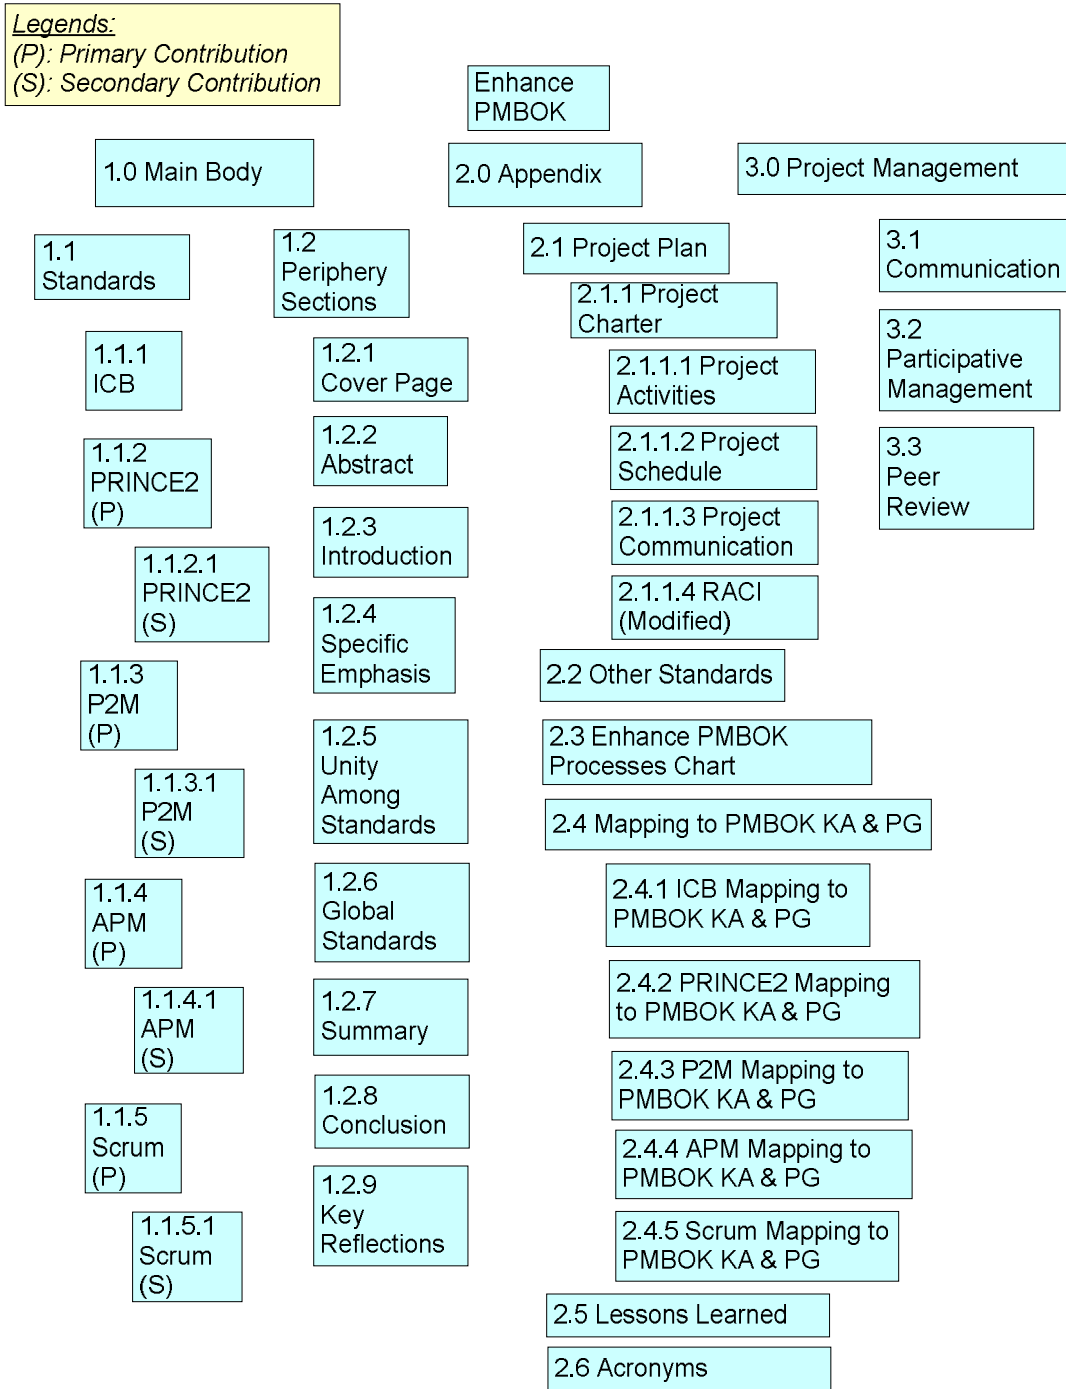 Legends:
(P): Primary Contribution
(S): Secondary Contribution
Enhance
PMBOK
1.0 Main Body
1.1
Standards
1.1.1
ICB
1.1.2
PRINCE2
(P)
1.1.2.1
PRINCE2
(S)
1.1.3
P2M
(P)
1.1.3.1
P2M
(S)
1.1.4
APM
(P)
1.1.4.1
APM
(S)
1.1.5
Scrum
(P)
1.1.5.1
Scrum
(S)
1.2
Periphery
Sections
1.2.1
Cover Page
1.2.2
Abstract
1.2.3
Introduction
1.2.4
Specific
Emphasis
1.2.5
Unity
Among
Standards
1.2.6
Global
Standards
1.2.7
Summary
1.2.8
Conclusion
1.2.9
Key
Reflections
2.0 Appendix
2.1 Project Plan
2.1.1 Project
Charter
2.1.1.1 Project
Activities
2.1.1.2 Project
Schedule
2.1.1.3 Project
Communication
2.1.1.4 RACI
(Modified)
2.2 Other Standards
2.3 Enhance PMBOK
Processes Chart
2.4 Mapping to PMBOK KA & PG
2.4.1 ICB Mapping to
PMBOK KA & PG
2.4.2 PRINCE2 Mapping
to PMBOK KA & PG
2.4.3 P2M Mapping to
PMBOK KA & PG
2.4.4 APM Mapping to
PMBOK KA & PG
2.4.5 Scrum Mapping to
PMBOK KA & PG
2.5 Lessons Learned
2.6 Acronyms
3.0 Project Management
3.1
Communication
3.2
Participative
Management
3.3
Peer
Review